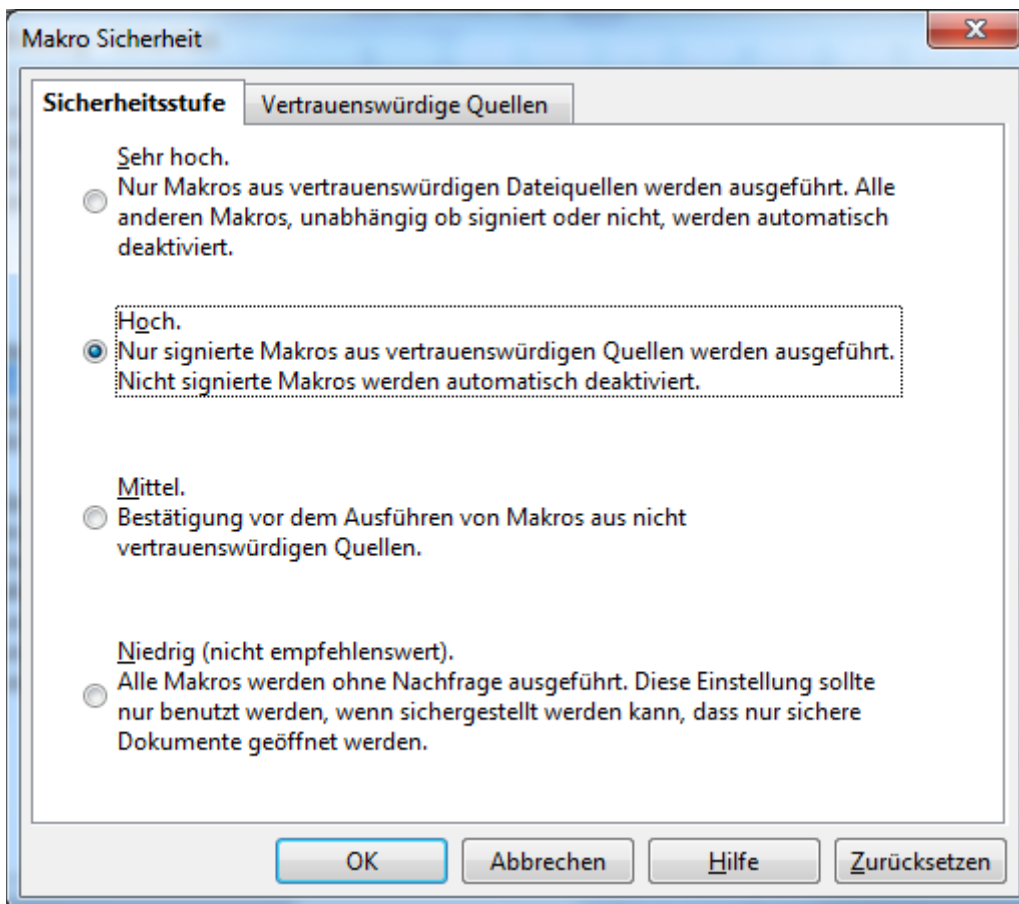 Makro Sicherheit
Sicherheitsstufe
Vertrauenswürdige Quellen
Sehr hoch.
Nur Makros aus vertrauenswürdigen Dateiquellen werden ausgeführt. Alle
anderen Makros, unabhängig ob signiert oder nicht, werden automatisch
deaktiviert.
Hoch.
Nur signierte Makros aus vertrauenswürdigen Quellen werden ausgeführt.
Nicht signierte Makros werden automatisch deaktiviert.
Mittel.
Bestätigung vor dem Ausführen von Makros aus nicht
vertrauenswürdigen Quellen.
Niedrig (nicht empfehlenswert).
Alle Makros werden ohne Nachfrage ausgeführt. Diese Einstellung sollte
nur benutzt werden, wenn sichergestellt werden kann, dass nur sichere
Dokumente geöffnet werden.
OK
Abbrechen
Hilfe
Zurücksetzen